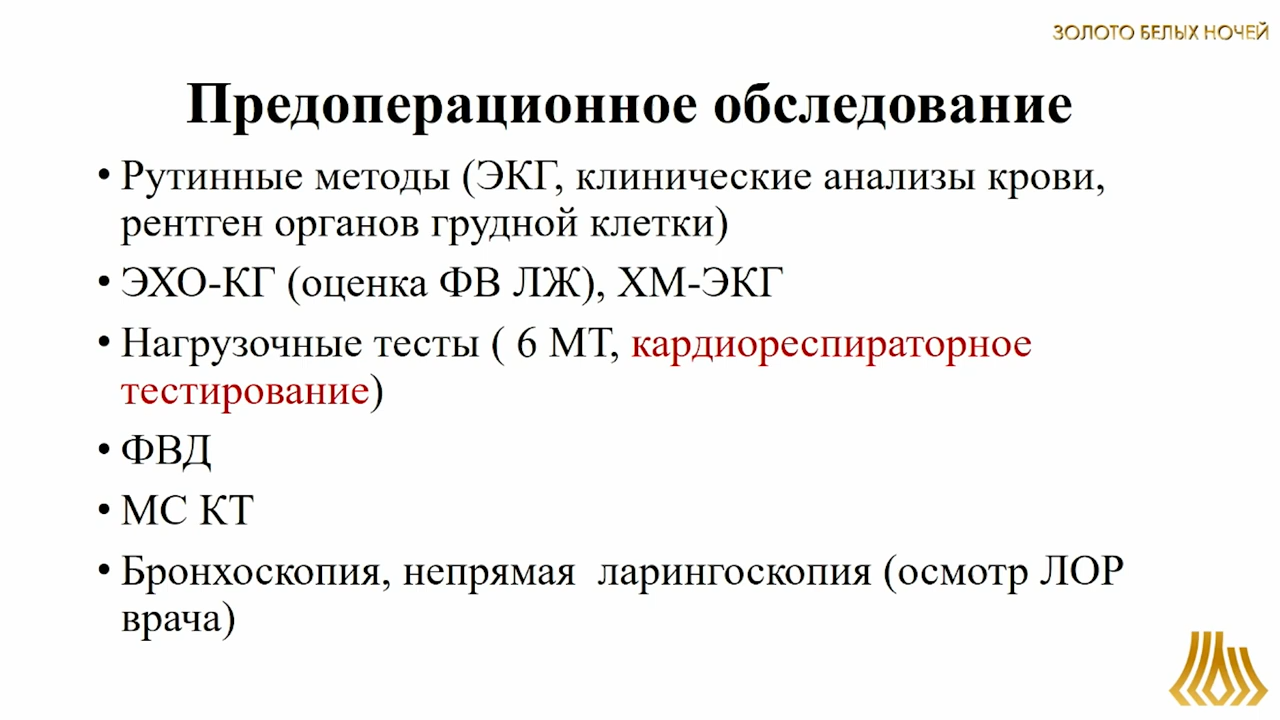 ЗОЛОТО БЕЛЫХ НОЧЕЙ
Предоперационное обследование
• Рутинные методы (ЭКГ, клинические анализы крови,
рентген органов грудной клетки)
• ЭХО-КГ (оценка ФВ ЛЖ), ХМ-ЭКГ
• Нагрузочные тесты ( 6 МТ, кардиореспираторное
тестирование)
• ФВД
• МС КТ
• Бронхоскопия, непрямая ларингоскопия (осмотр ЛОР
врача)